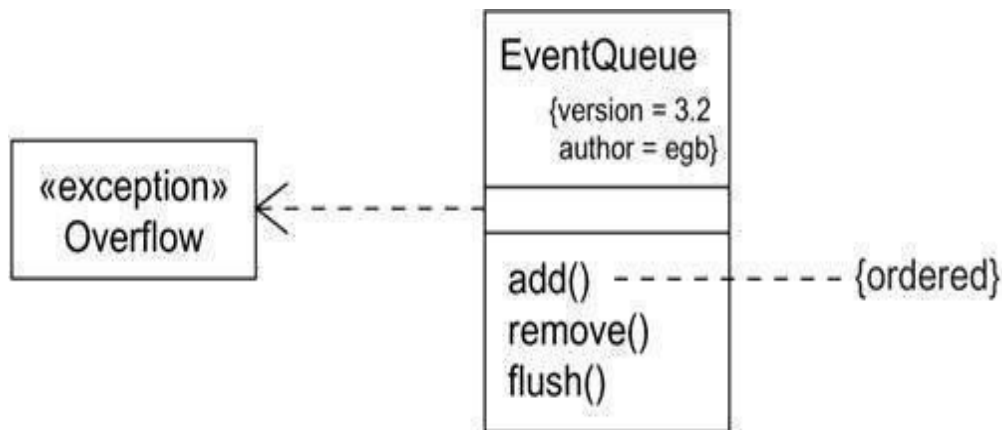 EventQueue
{version = 3.2
author = egb}
«exception»
Overflow
add()
{ordered}
remove()
flush()